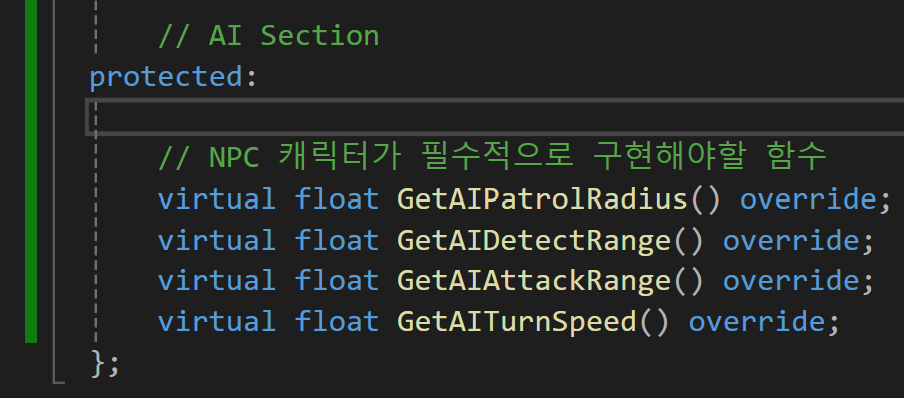 // AI Section
protected:
// NPC 캐릭터가 필수적으로 구현해야할 함수
virtual float GetAIPatrolRadius() override;
virtual float GetAIDetectRange() override;
virtual float GetAIAttackRange() override;
virtual float GetAITurnSpeed() override;
};